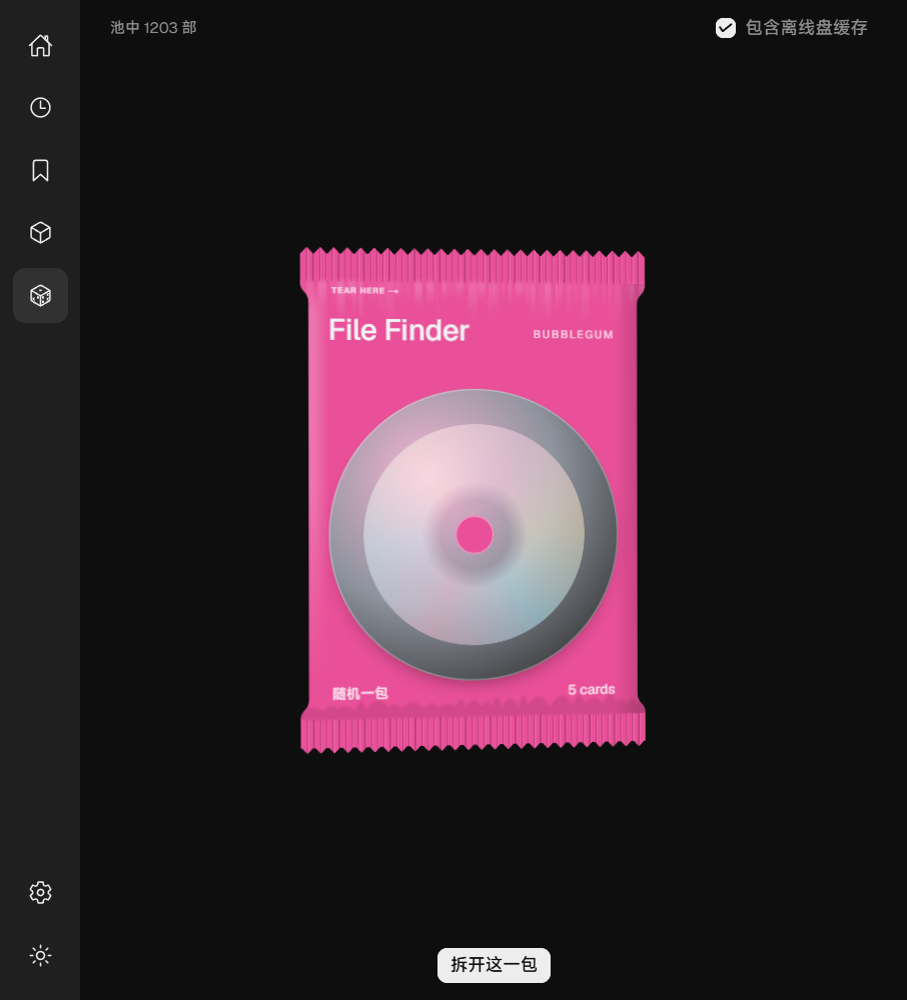 池中 1203 部
包含离线盘缓存
TEAR HERE →
File Finder
BUBBLEGUM
随机一包
5 cards
拆开这一包